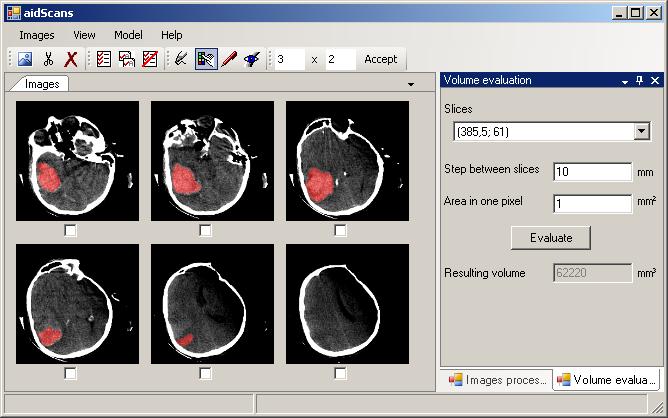 aidScans
Images View Model Help
3 x 2 Accept
Images
Volume evaluation
Slices
(385,5; 61)
Step between slices 10 mm
Area in one pixel 1 mm²
Evaluate
Resulting volume 62220 mm³
Images proces... Volume evalua...